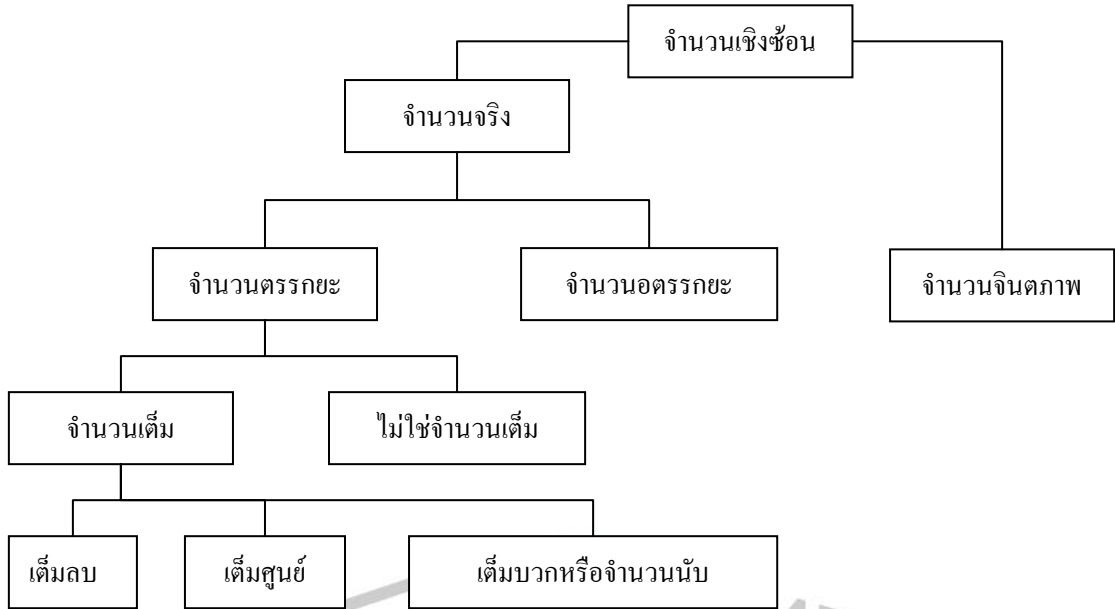 จำนวนเชิงซ้อน
จำนวนจริง
จำนวนตรรกยะ
จำนวนอตรรกยะ
จำนวนจินตภาพ
จำนวนเต็ม
ไม่ใช่จำนวนเต็ม
เต็มลบ
เต็มศูนย์
เต็มบวกหรือจำนวนนับ